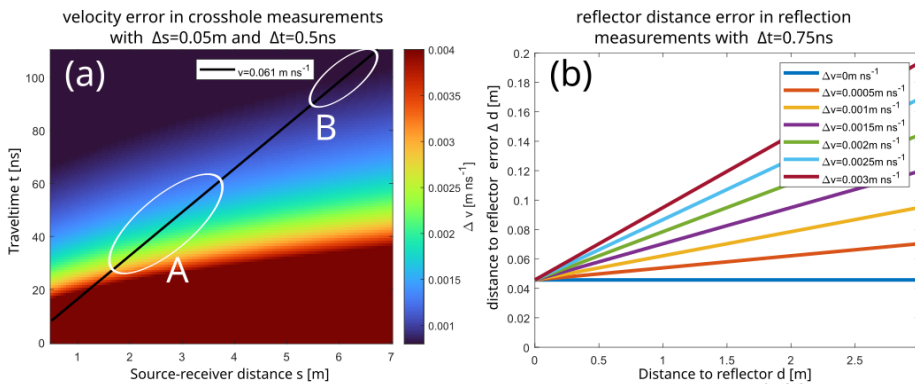 velocity error in crosshole measurements
with Δs=0.05m and Δt=0.5ns
(a)
v=0.061 m ns⁻¹
B
A
100
80
60
40
20
0
Traveltime t [ns]
1 2 3 4 5 6 7
Source-receiver distance s [m]
0.004
0.0035
0.003
0.0025
0.002
0.0015
0.001
Δ v [m ns⁻¹]
reflector distance error in reflection
measurements with Δt=0.75ns
(b)
Δv=0m ns⁻¹
Δv=0.0005m ns⁻¹
Δv=0.001m ns⁻¹
Δv=0.0015m ns⁻¹
Δv=0.002m ns⁻¹
Δv=0.0025m ns⁻¹
Δv=0.003m ns⁻¹
0.2
0.18
0.16
0.14
0.12
0.1
0.08
0.06
0.04
0.02
0
distance to reflector error Δ d [m]
0 0.5 1 1.5 2 2.5
Distance to reflector d [m]